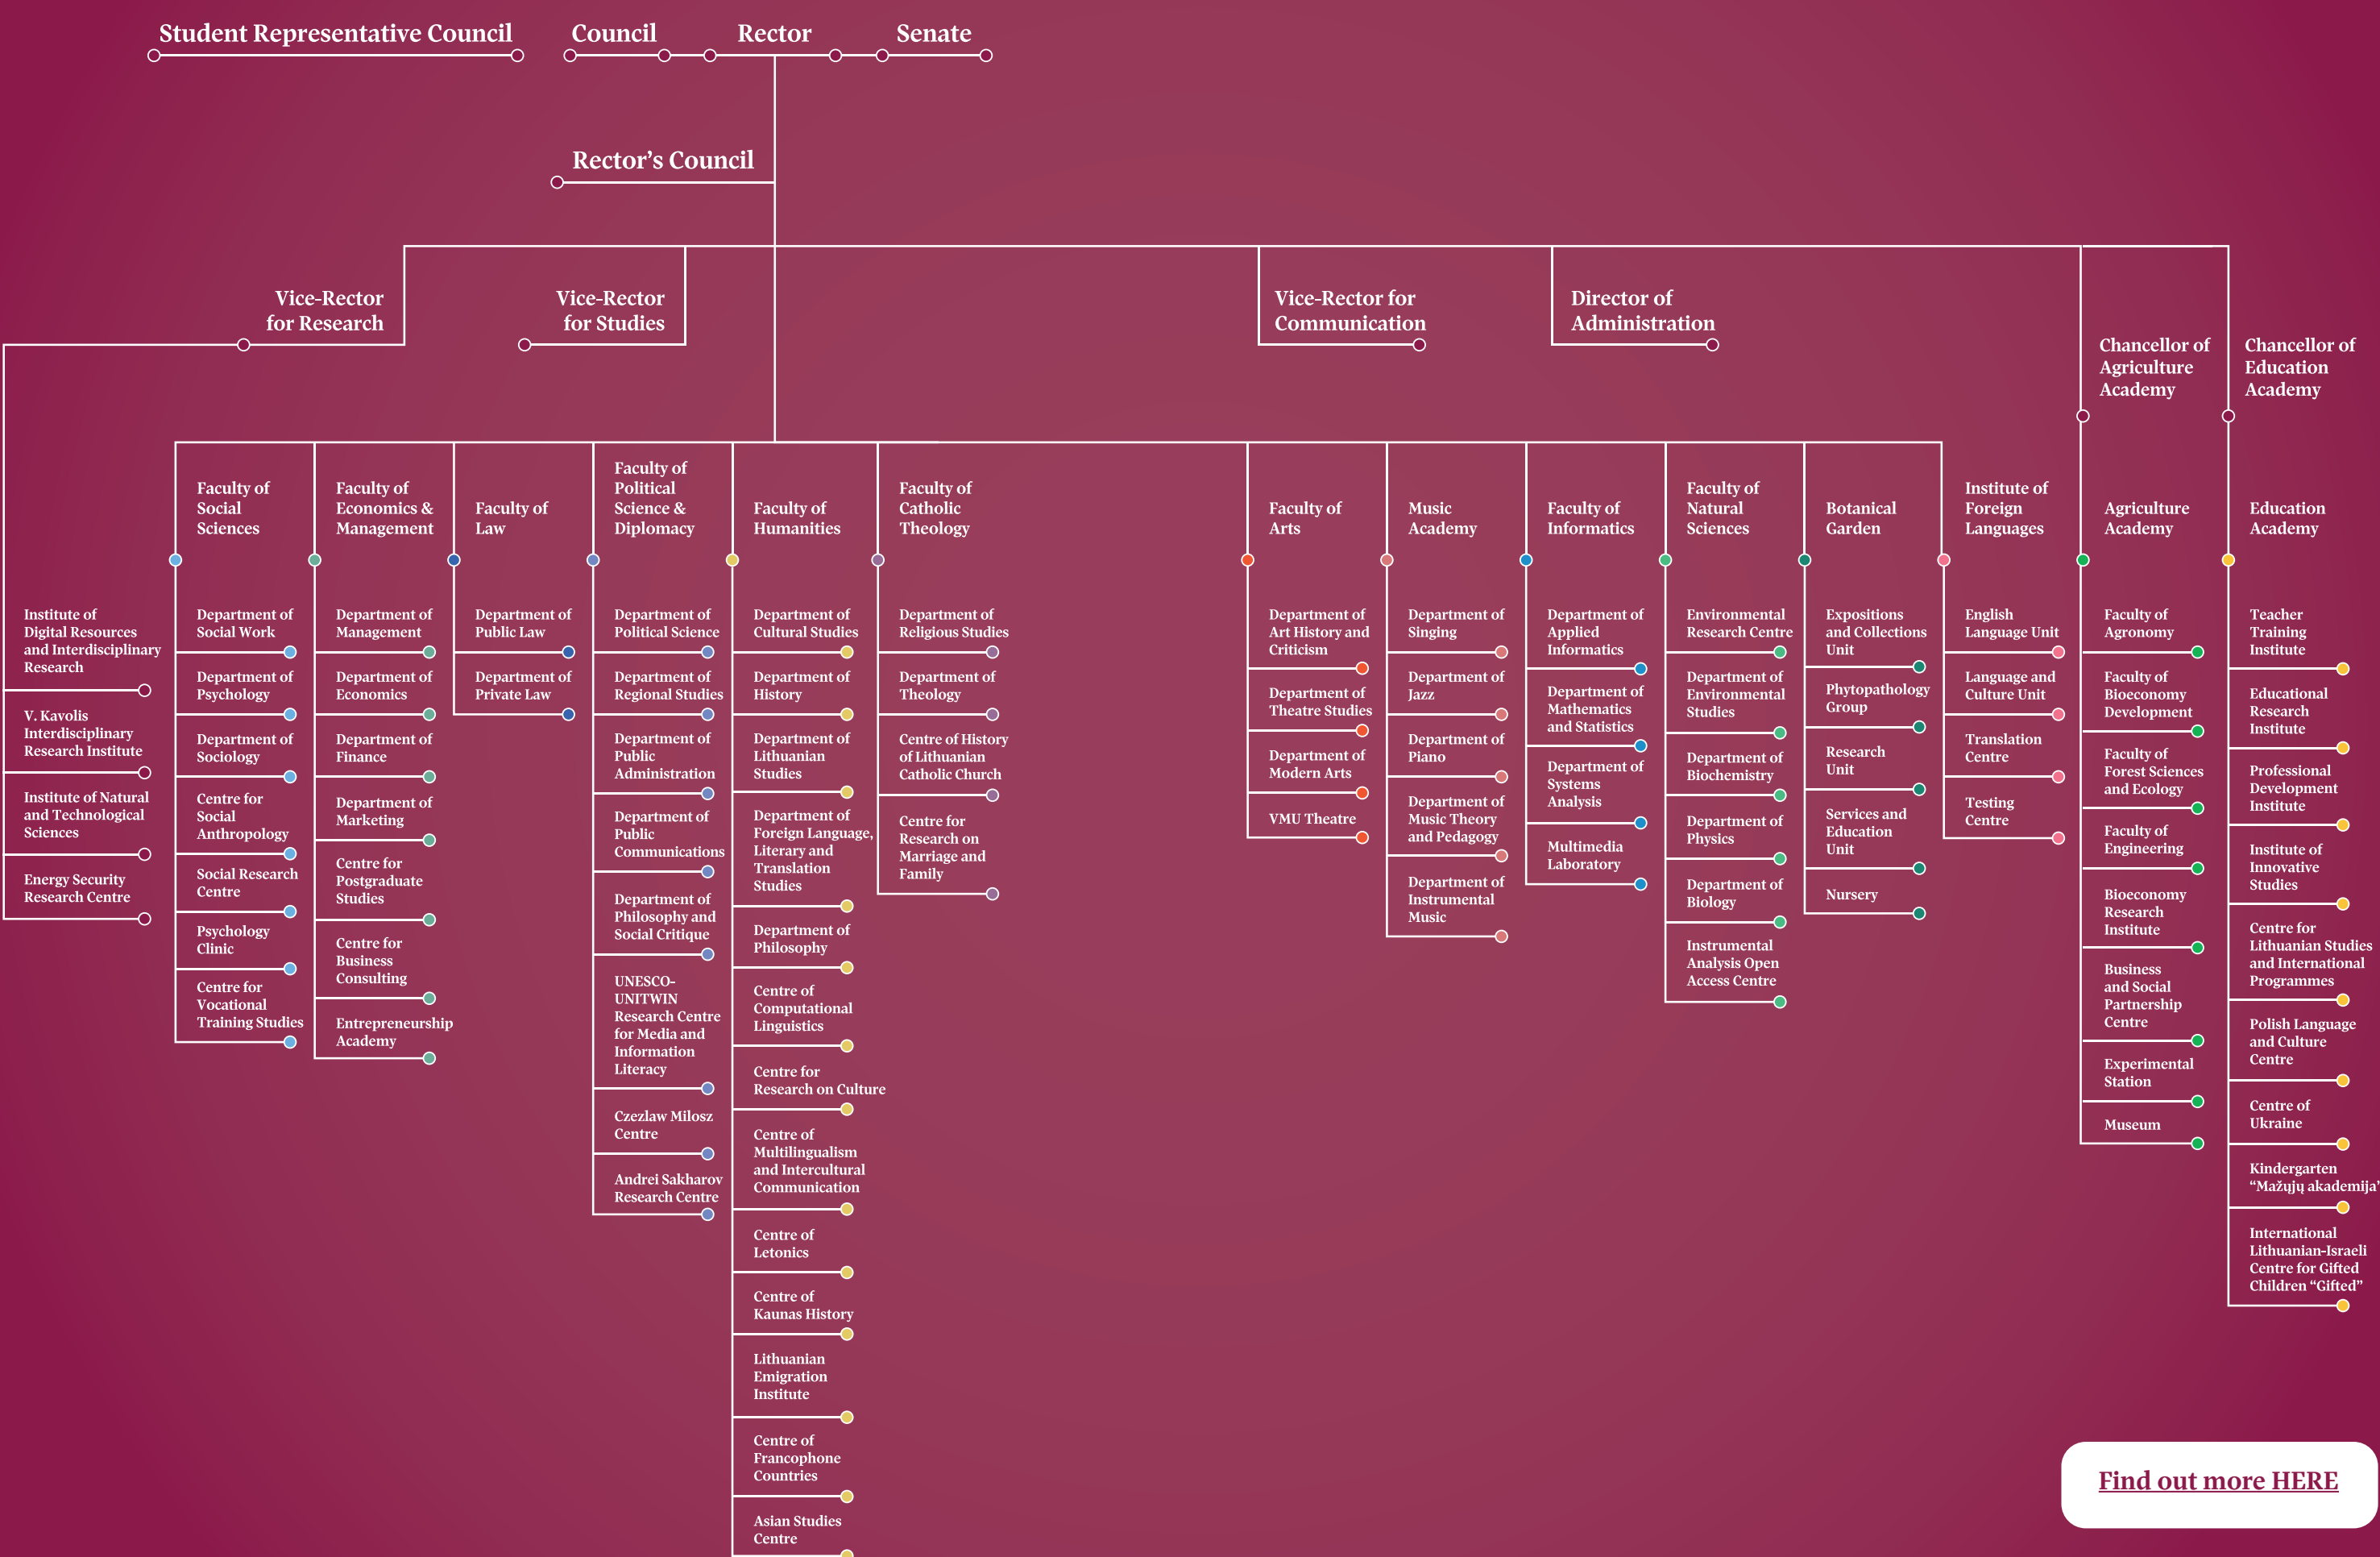 Student Representative Council
Council
Rector
Senate
Rector’s Council
Vice-Rector
for Research
Vice-Rector
for Studies
Vice-Rector for
Communication
Director of
Administration
Chancellor of
Agriculture
Academy
Chancellor of
Education
Academy
Institute of
Digital Resources
and Interdisciplinary
Research
V. Kavolis
Interdisciplinary
Research Institute
Institute of Natural
and Technological
Sciences
Energy Security
Research Centre
Faculty of
Social
Sciences
Department of
Social Work
Department of
Psychology
Department of
Sociology
Centre for
Social
Anthropology
Social Research
Centre
Psychology
Clinic
Centre for
Vocational
Training Studies
Faculty of
Economics &
Management
Department of
Management
Department of
Economics
Department of
Finance
Department of
Marketing
Centre for
Postgraduate
Studies
Centre for
Business
Consulting
Entrepreneurship
Academy
Faculty of
Law
Department of
Public Law
Department of
Private Law
Faculty of
Political
Science &
Diplomacy
Department of
Political Science
Department of
Regional Studies
Department of
Public
Administration
Department of
Public
Communications
Department of
Philosophy and
Social Critique
UNESCO-
UNITWIN
Research Centre
for Media and
Information
Literacy
Czezlaw Milosz
Centre
Andrei Sakharov
Research Centre
Faculty of
Humanities
Department of
Cultural Studies
Department of
History
Department of
Lithuanian
Studies
Department of
Foreign Language,
Literary and
Translation
Studies
Department of
Philosophy
Centre of
Computational
Linguistics
Centre for
Research on Culture
Centre of
Multilingualism
and Intercultural
Communication
Centre of
Letonics
Centre of
Kaunas History
Lithuanian
Emigration
Institute
Centre of
Francophone
Countries
Asian Studies
Centre
Faculty of
Catholic
Theology
Department of
Religious Studies
Department of
Theology
Centre of History
of Lithuanian
Catholic Church
Centre for
Research on
Marriage and
Family
Faculty of
Arts
Department of
Art History and
Criticism
Department of
Theatre Studies
Department of
Modern Arts
VMU Theatre
Music
Academy
Department of
Singing
Department of
Jazz
Department of
Piano
Department of
Music Theory
and Pedagogy
Department of
Instrumental
Music
Faculty of
Informatics
Department of
Applied
Informatics
Department of
Mathematics
and Statistics
Department of
Systems
Analysis
Multimedia
Laboratory
Faculty of
Natural
Sciences
Environmental
Research Centre
Department of
Environmental
Studies
Department of
Biochemistry
Department of
Physics
Department of
Biology
Instrumental
Analysis Open
Access Centre
Botanical
Garden
Expositions
and Collections
Unit
Phytopathology
Group
Research
Unit
Services and
Education
Unit
Nursery
Institute of
Foreign
Languages
English
Language Unit
Language and
Culture Unit
Translation
Centre
Testing
Centre
Agriculture
Academy
Faculty of
Agronomy
Faculty of
Bioeconomy
Development
Faculty of
Forest Sciences
and Ecology
Faculty of
Engineering
Bioeconomy
Research
Institute
Business
and Social
Partnership
Centre
Experimental
Station
Museum
Education
Academy
Teacher
Training
Institute
Educational
Research
Institute
Professional
Development
Institute
Institute of
Innovative
Studies
Centre for
Lithuanian Studies
and International
Programmes
Polish Language
and Culture
Centre
Centre of
Ukraine
Kindergarten
“Mažųjų akademija”
International
Lithuanian-Israeli
Centre for Gifted
Children “Gifted”
Find out more HERE